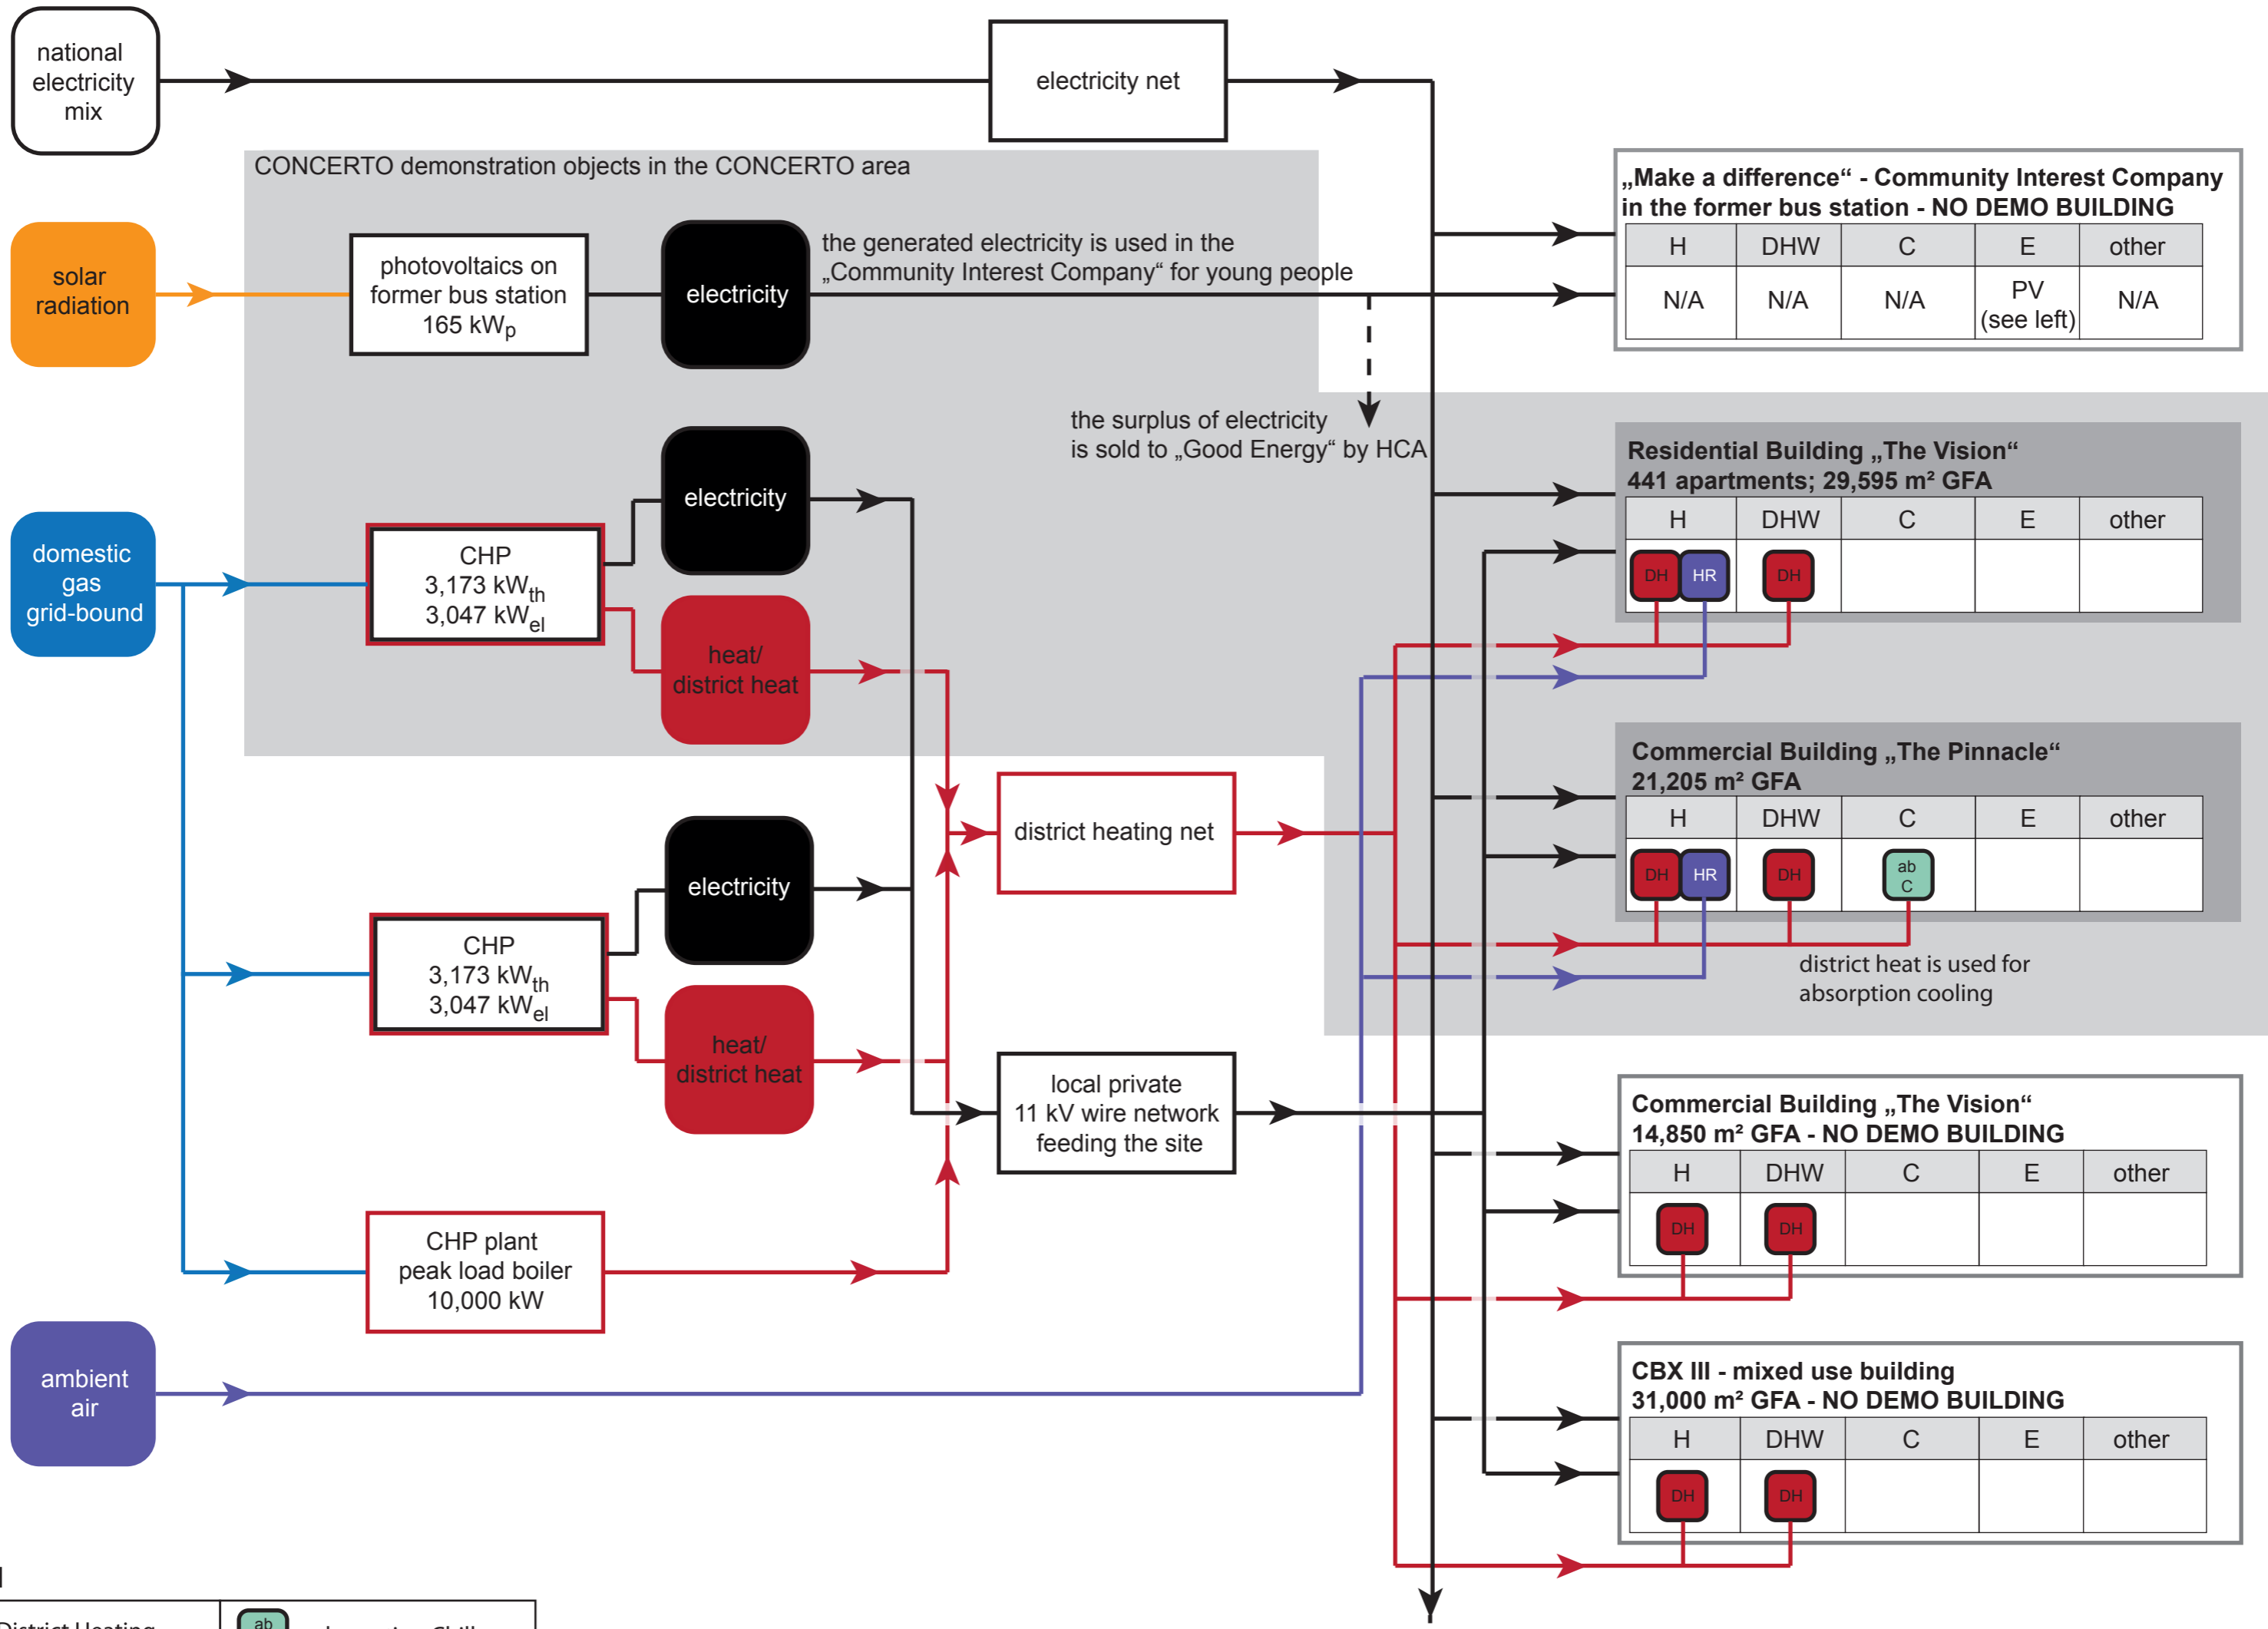 national
electricity
mix
electricity net
CONCERTO demonstration objects in the CONCERTO area
„Make a difference“ - Community Interest Company
in the former bus station - NO DEMO BUILDING
H DHW C E other
N/A N/A N/A PV
(see left) N/A
solar
radiation
photovoltaics on
former bus station
165 kWp
electricity
the generated electricity is used in the
„Community Interest Company“ for young people
the surplus of electricity
is sold to „Good Energy“ by HCA
Residential Building „The Vision“
441 apartments; 29,595 m² GFA
H DHW C E other
DH HR DH
domestic
gas
grid-bound
CHP
3,173 kWth
3,047 kWel
electricity
heat/
district heat
Commercial Building „The Pinnacle“
21,205 m² GFA
H DHW C E other
DH HR DH ab
C
district heat is used for
absorption cooling
district heating net
CHP
3,173 kWth
3,047 kWel
electricity
heat/
district heat
local private
11 kV wire network
feeding the site
Commercial Building „The Vision“
14,850 m² GFA - NO DEMO BUILDING
H DHW C E other
DH DH
CHP plant
peak load boiler
10,000 kW
ambient
air
CBX III - mixed use building
31,000 m² GFA - NO DEMO BUILDING
H DHW C E other
DH DH
District Heating
ab